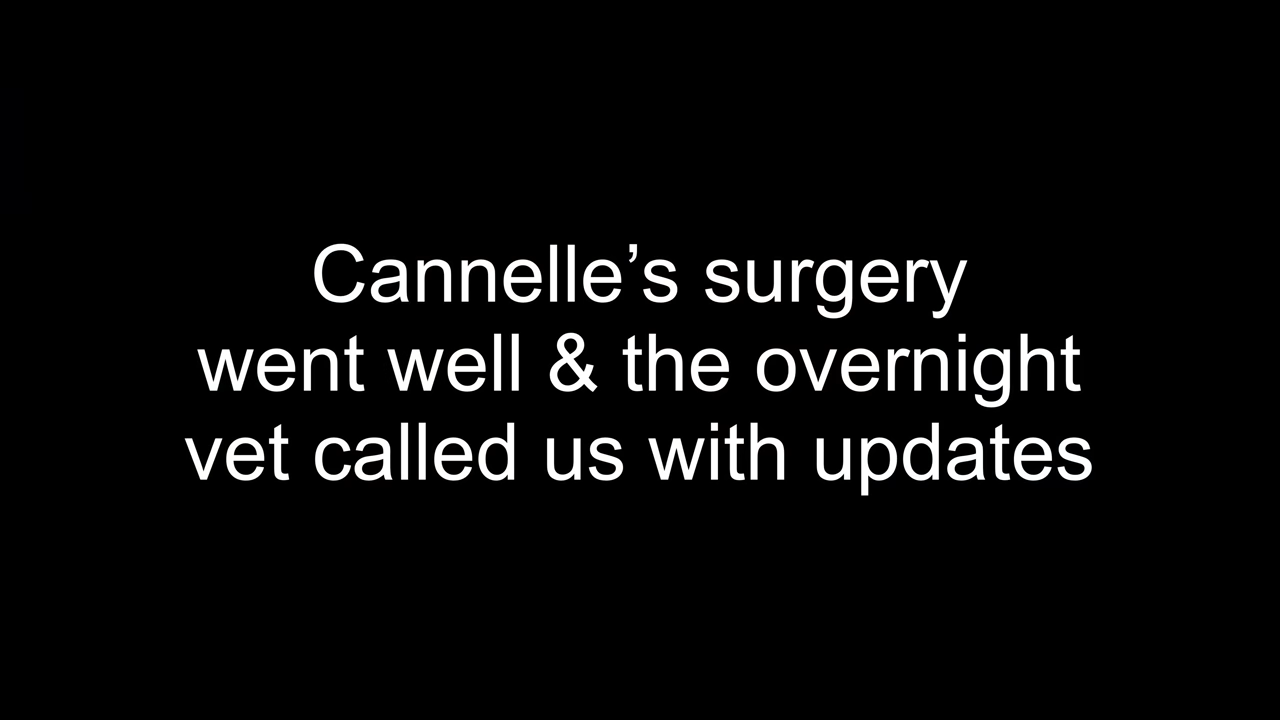 Cannelle’s surgery
went well & the overnight
vet called us with updates